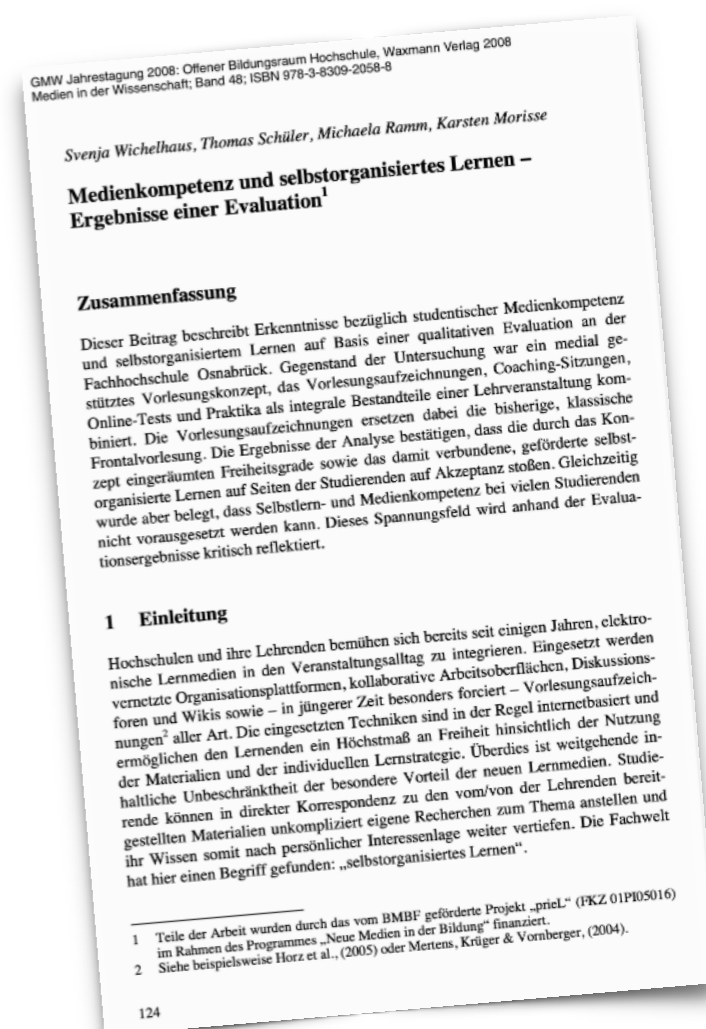 GMW Jahrestagung 2008: Offener Bildungsraum Hochschule, Waxmann Verlag 2008
Medien in der Wissenschaft; Band 48; ISBN 978-3-8309-2058-8
Svenja Wichelhaus, Thomas Schüler, Michaela Ramm, Karsten Morisse
Medienkompetenz und selbstorganisiertes Lernen –
Ergebnisse einer Evaluation¹
Zusammenfassung
Dieser Beitrag beschreibt Erkenntnisse bezüglich studentischer Medienkompetenz
und selbstorganisiertem Lernen auf Basis einer qualitativen Evaluation an der
Fachhochschule Osnabrück. Gegenstand der Untersuchung war ein medial ge-
stütztes Vorlesungskonzept, das Vorlesungsaufzeichnungen, Coaching-Sitzungen,
Online-Tests und Praktika als integrale Bestandteile einer Lehrveranstaltung kom-
biniert. Die Vorlesungsaufzeichnungen ersetzen dabei die bisherige, klassische
Frontalvorlesung. Die Ergebnisse der Analyse bestätigen, dass die durch das Kon-
zept eingeräumten Freiheitsgrade sowie das damit verbundene, geförderte selbst-
organisierte Lernen auf Seiten der Studierenden auf Akzeptanz stoßen. Gleichzeitig
wurde aber belegt, dass Selbstlern- und Medienkompetenz bei vielen Studierenden
nicht vorausgesetzt werden kann. Dieses Spannungsfeld wird anhand der Evalua-
tionsergebnisse kritisch reflektiert.
1 Einleitung
Hochschulen und ihre Lehrenden bemühen sich bereits seit einigen Jahren, elektro-
nische Lernmedien in den Veranstaltungsalltag zu integrieren. Eingesetzt werden
vernetzte Organisationsplattformen, kollaborative Arbeitsoberflächen, Diskussions-
foren und Wikis sowie – in jüngerer Zeit besonders forciert – Vorlesungsaufzeich-
nungen² aller Art. Die eingesetzten Techniken sind in der Regel internetbasiert und
ermöglichen den Lernenden ein Höchstmaß an Freiheit hinsichtlich der Nutzung
der Materialien und der individuellen Lernstrategie. Überdies ist weitgehende in-
haltliche Unbeschränktheit der besondere Vorteil der neuen Lernmedien. Studie-
rende können in direkter Korrespondenz zu den vom/von der Lehrenden bereit-
gestellten Materialien unkompliziert eigene Recherchen zum Thema anstellen und
ihr Wissen somit nach persönlicher Interessenlage weiter vertiefen. Die Fachwelt
hat hier einen Begriff gefunden: „selbstorganisiertes Lernen“.
1 Teile der Arbeit wurden durch das vom BMBF geförderte Projekt „prieL“ (FKZ 01PI05016)
im Rahmen des Programmes „Neue Medien in der Bildung“ finanziert.
2 Siehe beispielsweise Horz et al., (2005) oder Mertens, Krüger & Vornberger, (2004).
124